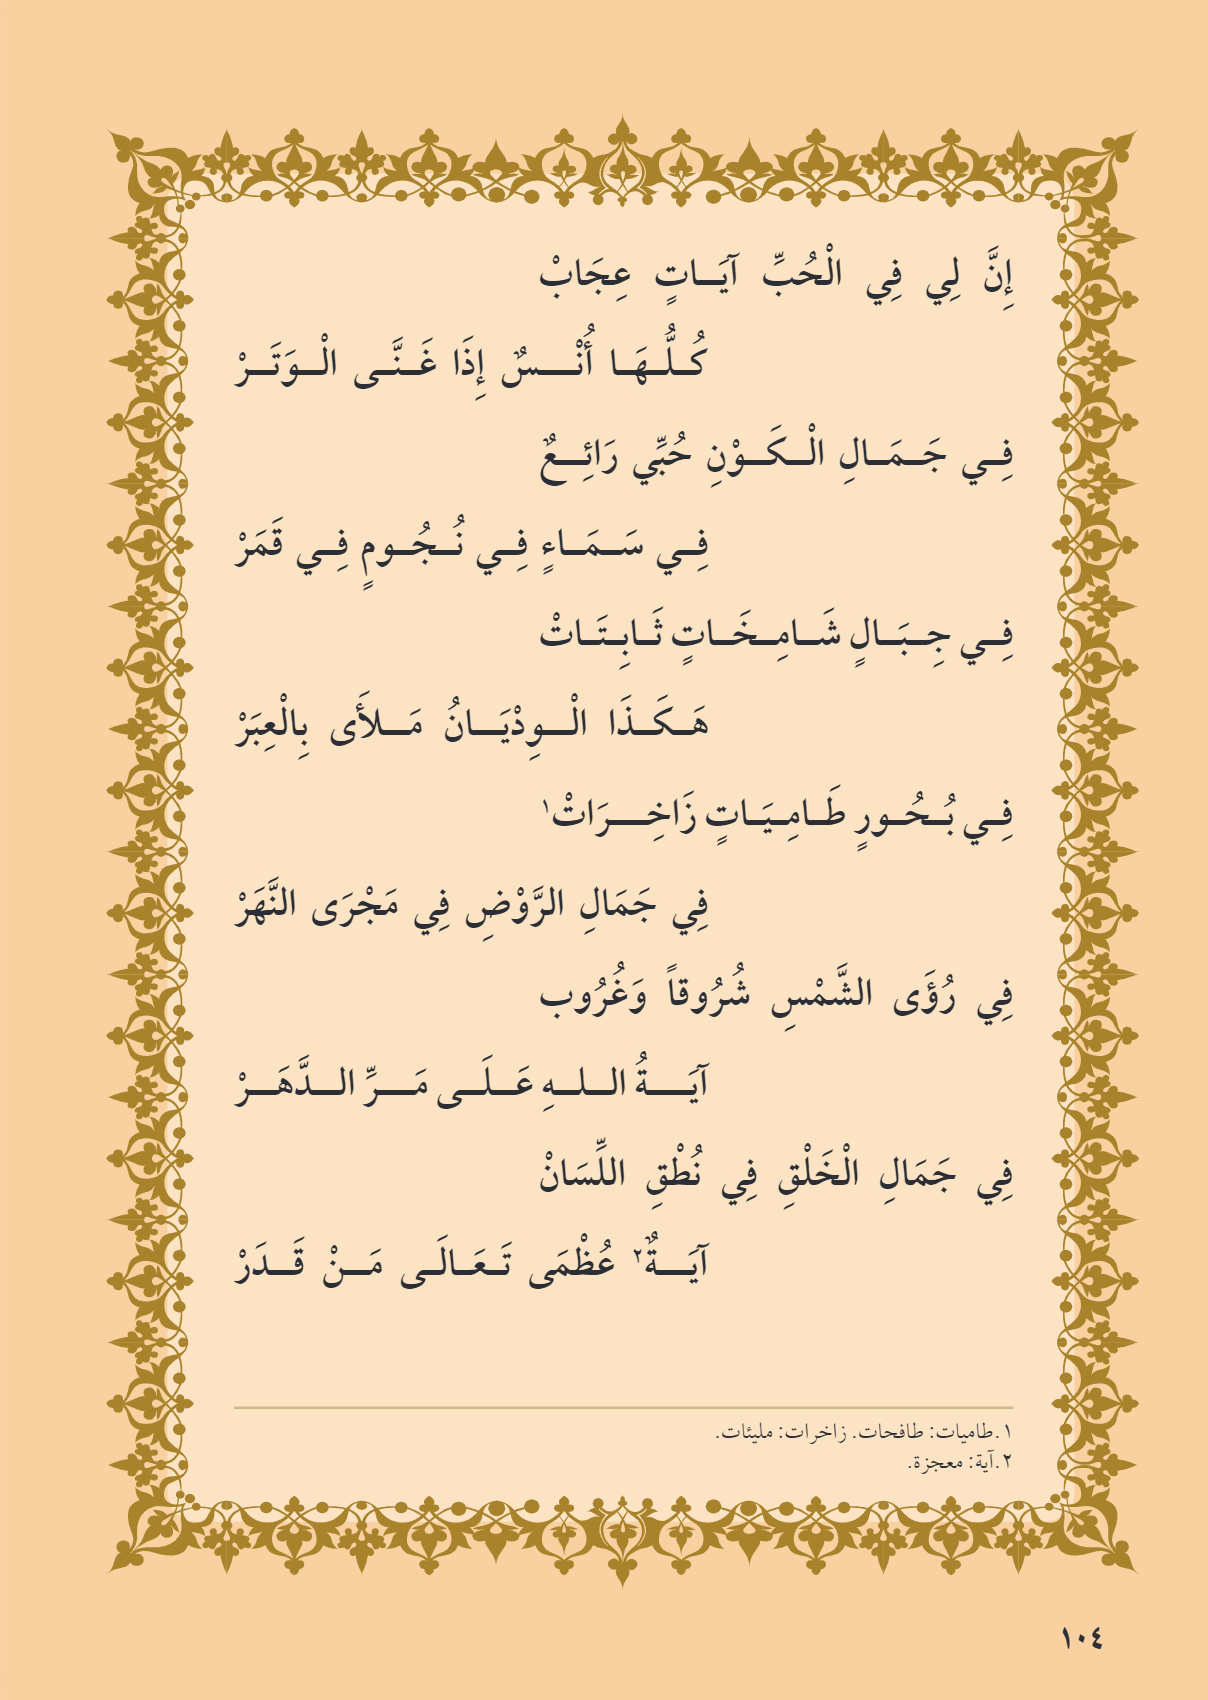 إِنَّ لِي فِي الْحُبِّ آيَاتٍ عِجَابْ
كُلُّهَا أُنْسٌ إِذَا غَنَّى الْوَتَرْ
فِي جَمَالِ الْكَوْنِ حُبِّي رَائِعٌ
فِي سَمَاءٍ فِي نُجُومٍ فِي قَمَرْ
فِي جِبَالٍ شَامِخَاتٍ ثَابِتَاتْ
هَكَذَا الْوِدْيَانُ مَلأَى بِالْعِبَرْ
فِي بُحُورٍ طَامِيَاتٍ زَاخِرَاتْ١
فِي جَمَالِ الرَّوْضِ فِي مَجْرَى النَّهَرْ
فِي رُؤَى الشَّمْسِ شُرُوقاً وَغُرُوب
آيَةُ اللهِ عَلَى مَرِّ الدَّهَرْ
فِي جَمَالِ الْخَلْقِ فِي نُطْقِ اللِّسَانْ
آيَةٌ٢ عُظْمَى تَعَالَى مَنْ قَدَرْ
١.طاميات: طافحات. زاخرات: مليئات.
٢.آية: معجزة.
١٠٤